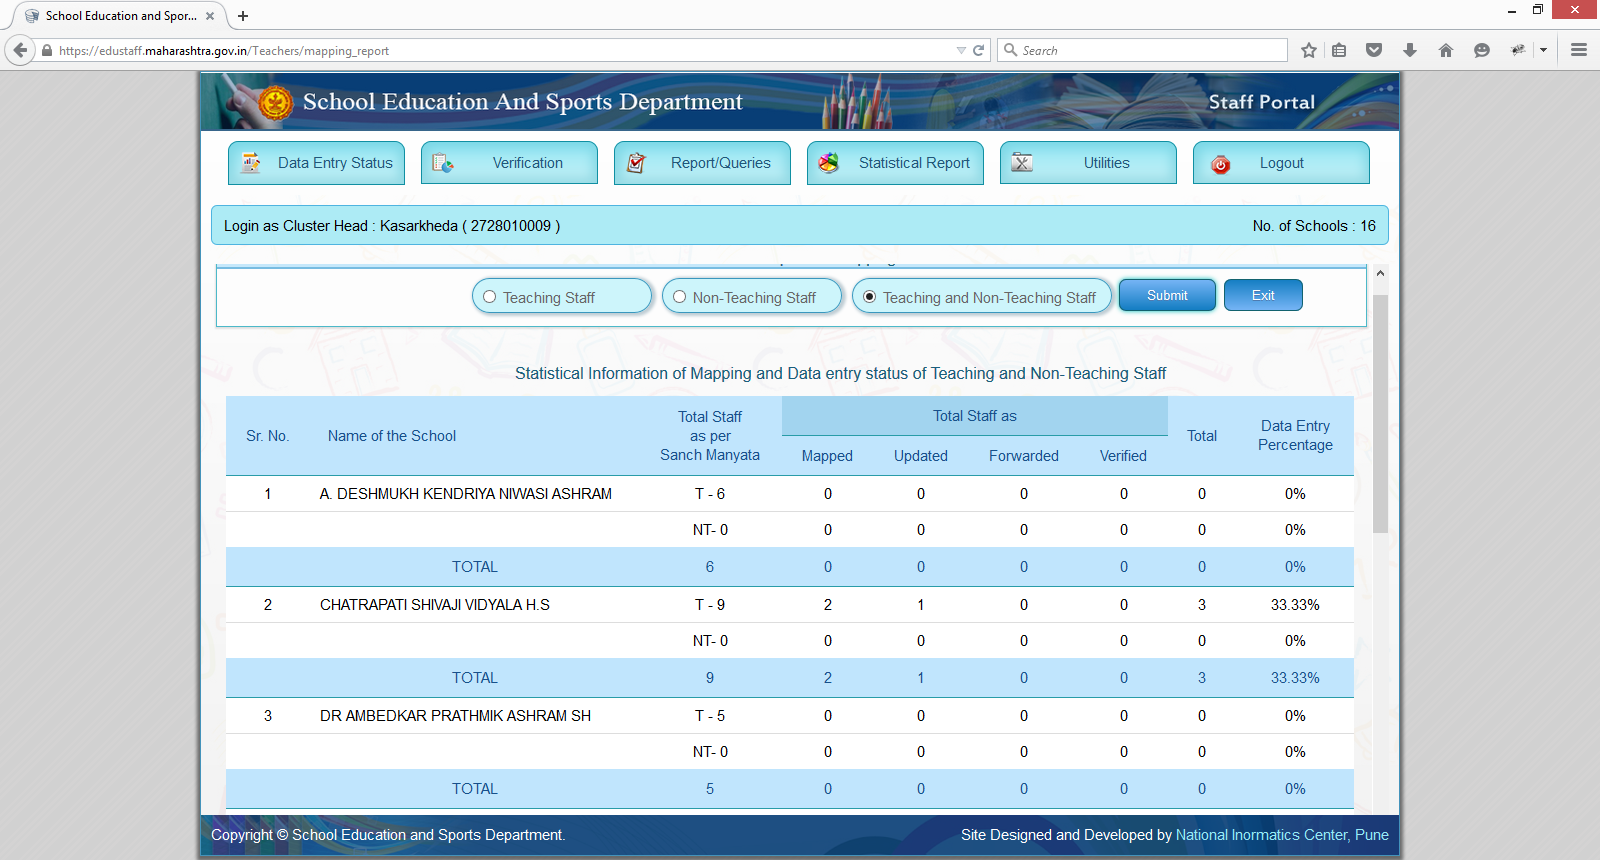 School Education and Spor...
https://edustaff.maharashtra.gov.in/Teachers/mapping_report
Search
School Education And Sports Department
Staff Portal
Data Entry Status
Verification
Report/Queries
Statistical Report
Utilities
Logout
Login as Cluster Head : Kasarkheda ( 2728010009 )
No. of Schools : 16
Teaching Staff
Non-Teaching Staff
Teaching and Non-Teaching Staff
Submit
Exit
Statistical Information of Mapping and Data entry status of Teaching and Non-Teaching Staff
Sr. No.
Name of the School
Total Staff
as per
Sanch Manyata
Total Staff as
Mapped
Updated
Forwarded
Verified
Total
Data Entry
Percentage
1 A. DESHMUKH KENDRIYA NIWASI ASHRAM T - 6 0 0 0 0 0 0%
NT- 0 0 0 0 0 0 0%
TOTAL 6 0 0 0 0 0 0%
2 CHATRAPATI SHIVAJI VIDYALA H.S T - 9 2 1 0 0 3 33.33%
NT- 0 0 0 0 0 0 0%
TOTAL 9 2 1 0 0 3 33.33%
3 DR AMBEDKAR PRATHMIK ASHRAM SH T - 5 0 0 0 0 0 0%
NT- 0 0 0 0 0 0 0%
TOTAL 5 0 0 0 0 0 0%
Copyright © School Education and Sports Department.
Site Designed and Developed by National Inormatics Center, Pune